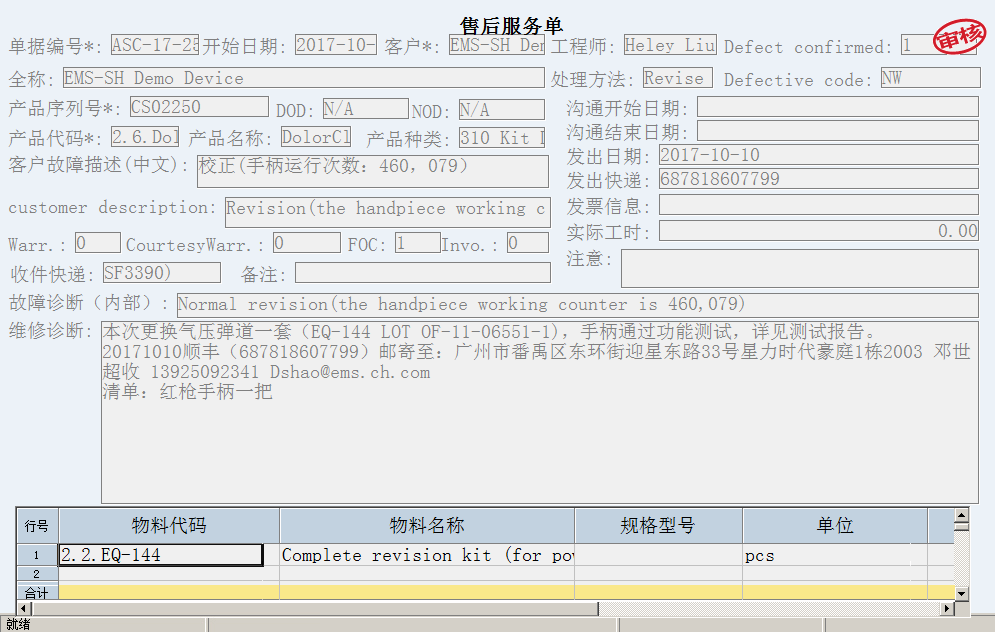 售后服务单
单据编号*: ASC-17-25 开始日期: 2017-10- 客户*: EMS-SH Der 工程师: Heley Liu Defect confirmed: 1 审核
全称: EMS-SH Demo Device 处理方法: Revise Defective code: NW
产品序列号*: CS02250 DOD: N/A NOD: N/A 沟通开始日期:
产品代码*: 2.6.Dol 产品名称: DolorCl 产品种类: 310 Kit 沟通结束日期:
客户故障描述(中文): 校正(手柄运行次数: 460, 079) 发出日期: 2017-10-10
发出快递: 687818607799
customer description: Revision(the handpiece working c 发票信息:
Warr.: 0 CourtesyWarr.: 0 FOC: 1 Invo.: 0 实际工时: 0.00
收件快递: SF3390) 备注: 注意:
故障诊断（内部）: Normal revision(the handpiece working counter is 460,079)
维修诊断: 本次更换气压弹道一套（EQ-144 LOT OF-11-06551-1), 手柄通过功能测试, 详见测试报告。
20171010顺丰（687818607799）邮寄至: 广州市番禺区东环街迎星东路33号星力时代豪庭1栋2003 邓世
超收 13925092341 Dshao@ems.ch.com
清单: 红枪手柄一把
行号 物料代码 物料名称 规格型号 单位
1 2.2.EQ-144 Complete revision kit (for pow pcs
2
合计
就绪